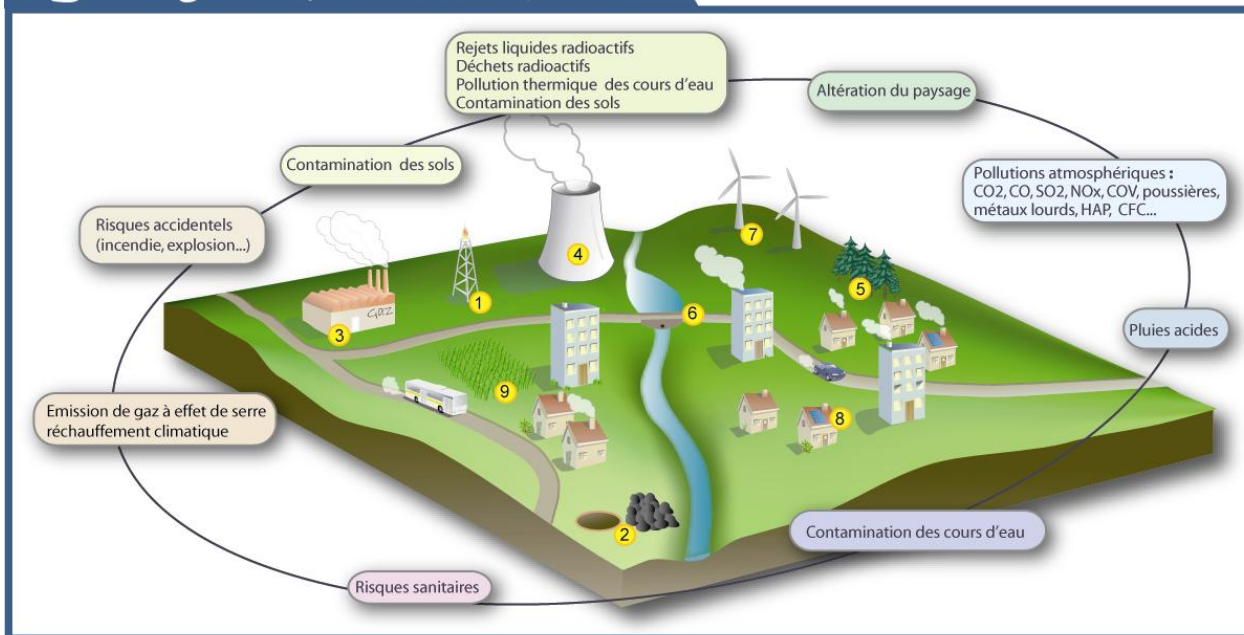 Rejets liquides radioactifs
Déchets radioactifs
Pollution thermique des cours d'eau
Contamination des sols
Altération du paysage
Contamination des sols
Pollutions atmosphériques :
CO2, CO, SO2, NOx, COV, poussières,
métaux lourds, HAP, CFC...
Risques accidentels
(incendie, explosion...)
4
7
5
1
6
3
GAZ
Pluies acides
9
8
Emission de gaz à effet de serre
réchauffement climatique
2
Contamination des cours d'eau
Risques sanitaires